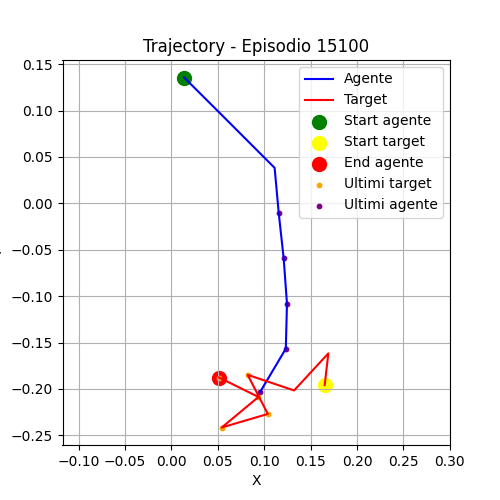 Trajectory - Episodio 15100
0.15
0.10
0.05
0.00
−0.05
−0.10
−0.15
−0.20
−0.25
Agente
Target
Start agente
Start target
End agente
Ultimi target
Ultimi agente
−0.10 −0.05 0.00 0.05 0.10 0.15 0.20 0.25 0.30
X